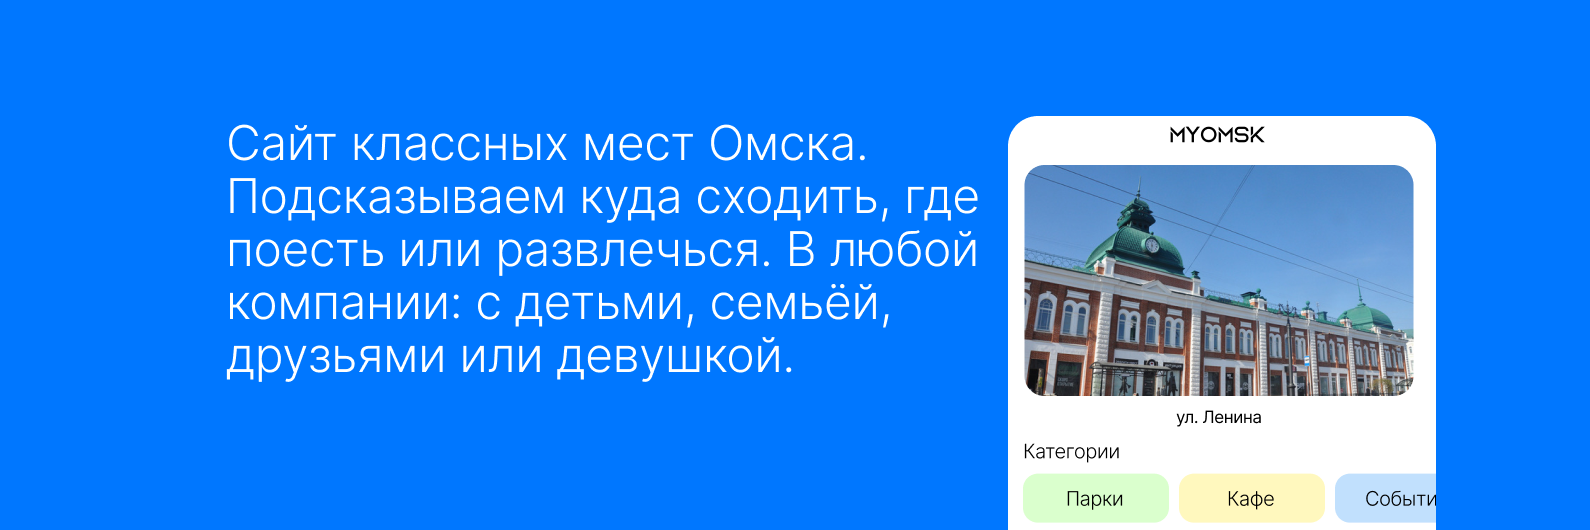 Сайт классных мест Омска.
Подсказываем куда сходить, где
поесть или развлечься. В любой
компании: с детьми, семьёй,
друзьями или девушкой.
MYOMSK
ул. Ленина
Категории
Парки
Кафе
Событи